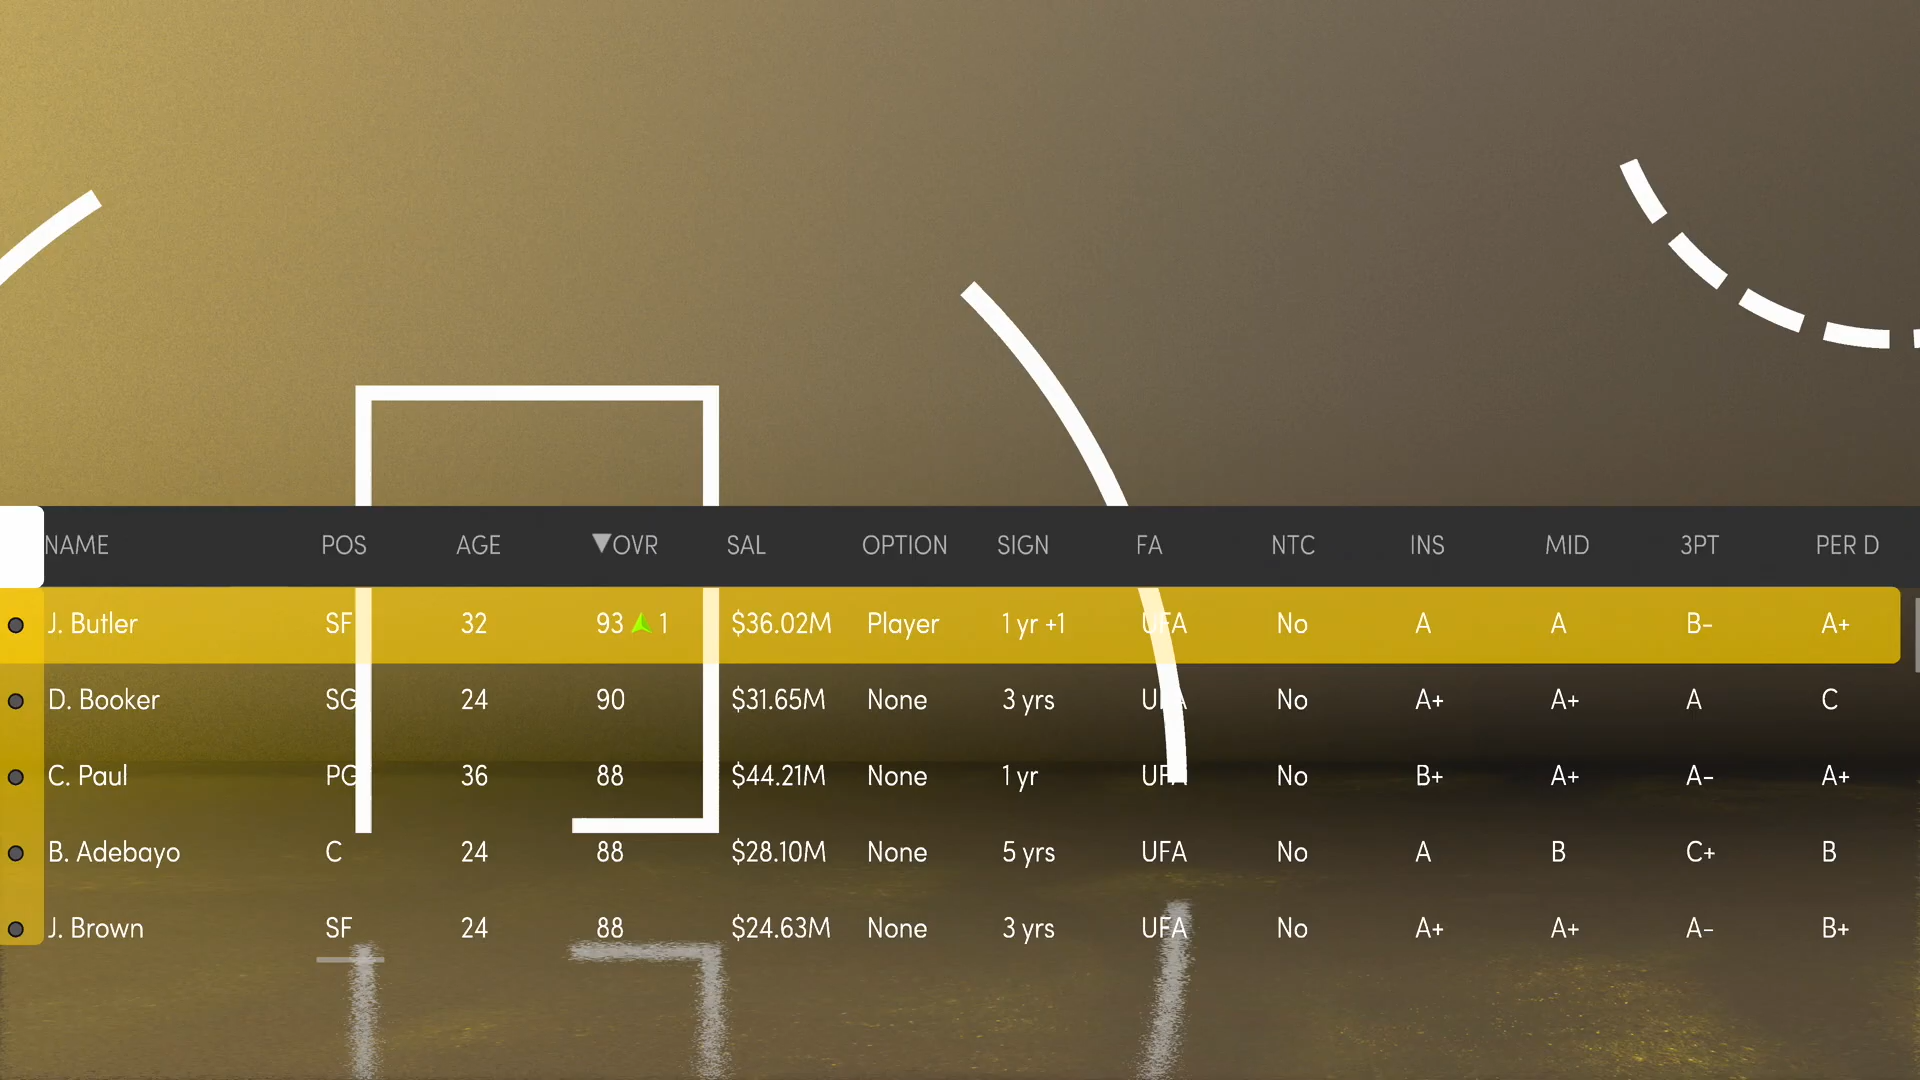 NAME POS AGE ▼OVR SAL OPTION SIGN FA NTC INS MID 3PT PER D
J. Butler SF 32 93 ▲ 1 $36.02M Player 1 yr +1 UFA No A A B- A+
D. Booker SG 24 90 $31.65M None 3 yrs UFA No A+ A+ A C
C. Paul PG 36 88 $44.21M None 1 yr UFA No B+ A+ A- A+
B. Adebayo C 24 88 $28.10M None 5 yrs UFA No A B C+ B
J. Brown SF 24 88 $24.63M None 3 yrs UFA No A+ A+ A- B+